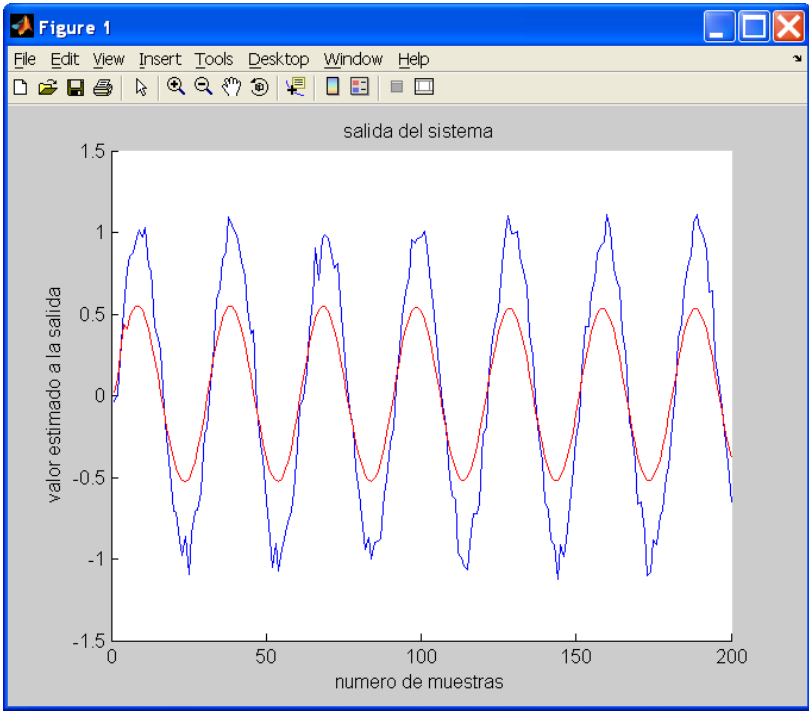 Figure 1
File Edit View Insert Tools Desktop Window Help
salida del sistema
1.5
1
0.5
0
-0.5
-1
-1.5
valor estimado a la salida
0 50 100 150 200
numero de muestras